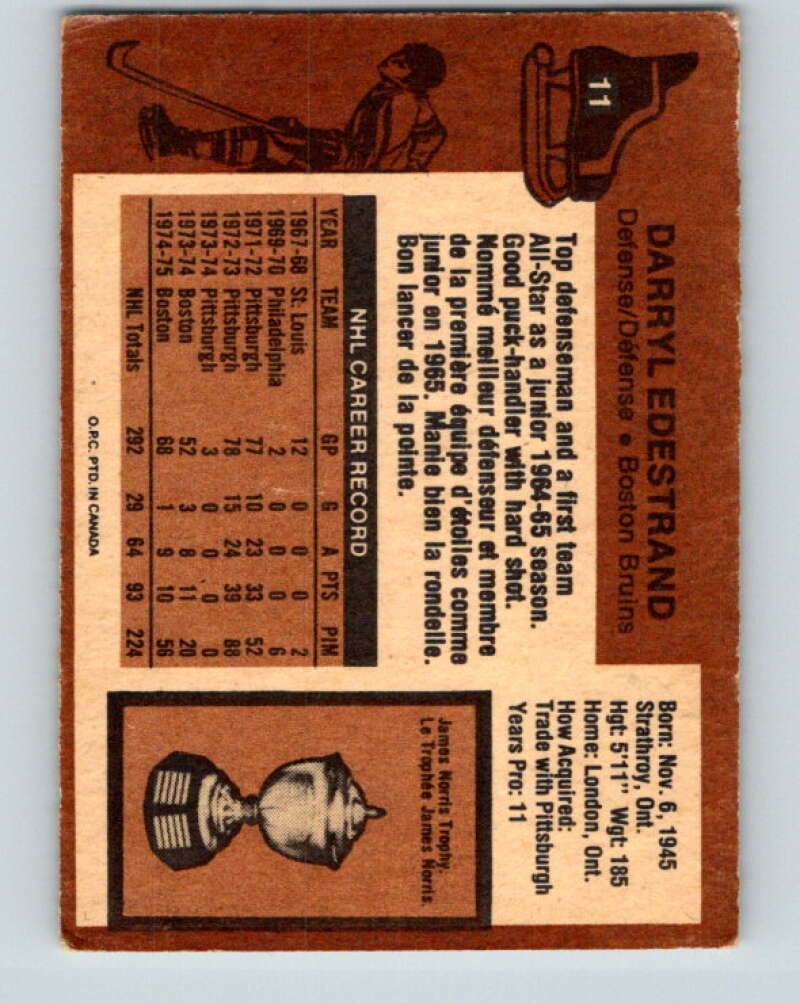 11
DARRYL EDESTRAND
Defense/Défense • Boston Bruins
Born: Nov. 6, 1945
Strathroy, Ont.
Hgt: 5'11" Wgt: 185
Home: London, Ont.
How Acquired:
Trade with Pittsburgh
Years Pro: 11
Top defenseman and a first team
All-Star as a junior 1964-65 season.
Good puck-handler with hard shot.
Nommé meilleur défenseur et membre
de la première équipe d'étoiles comme
junior en 1965. Manie bien la rondelle.
Bon lancer de la pointe.
NHL CAREER RECORD
YEAR TEAM GP G A PTS PIM
1967-68 St. Louis 12 0 0 0 2
1969-70 Philadelphia 2 0 0 0 6
1971-72 Pittsburgh 77 10 23 33 52
1972-73 Pittsburgh 78 15 24 39 88
1973-74 Pittsburgh 3 0 0 0 0
1973-74 Boston 52 3 8 11 20
1974-75 Boston 68 1 9 10 56
NHL Totals 292 29 64 93 224
James Norris Trophy.
Le Trophée James Norris.
O.P.C. PTD. IN CANADA